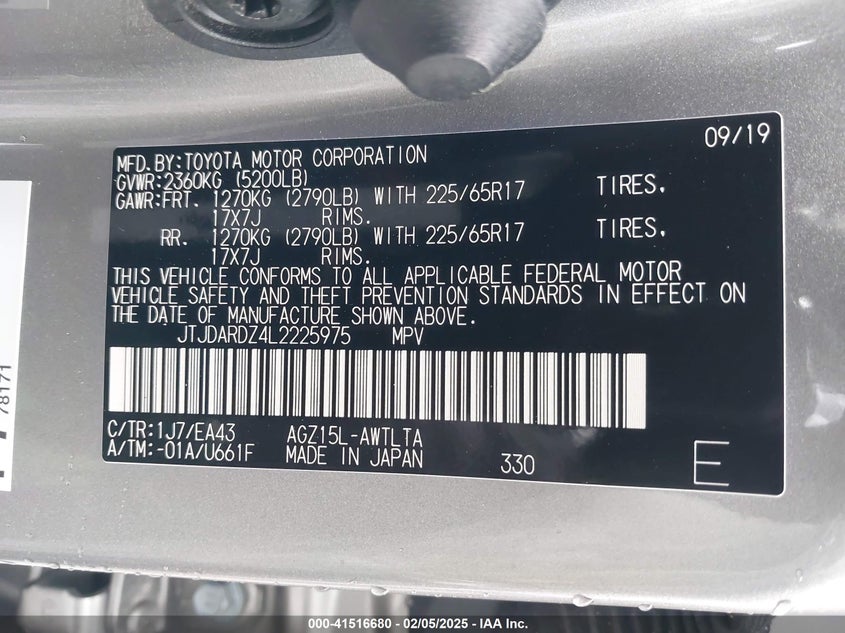 09/19
MFD.BY:TOYOTA MOTOR CORPORATION
GVWR:2360KG (5200LB)
GAWR:FRT. 1270KG (2790LB) WITH 225/65R17 TIRES,
17X7J RIMS.
RR. 1270KG (2790LB) WITH 225/65R17 TIRES,
17X7J RIMS.
THIS VEHICLE CONFORMS TO ALL APPLICABLE FEDERAL MOTOR
VEHICLE SAFETY AND THEFT PREVENTION STANDARDS IN EFFECT ON
THE DATE OF MANUFACTURE SHOWN ABOVE.
JTJDARDZ4L2225975 MPV
C/TR:1J7/EA43 AGZ15L-AWTLTA
A/TM:-01A/U661F MADE IN JAPAN 330
E
78171
000-41516680 - 02/05/2025 - IAA Inc.